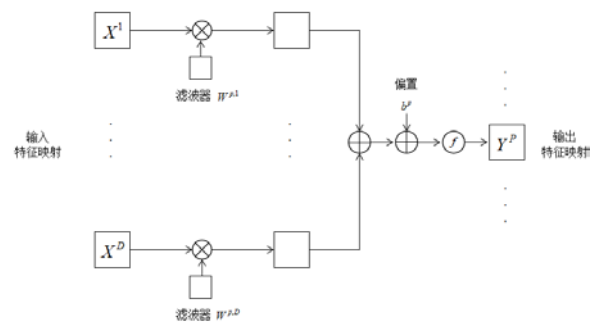 X^1
滤波器 W^{p,1}
偏置
b^p
输入
特征映射
f
Y^P
输出
特征映射
X^D
滤波器 W^{p,D}